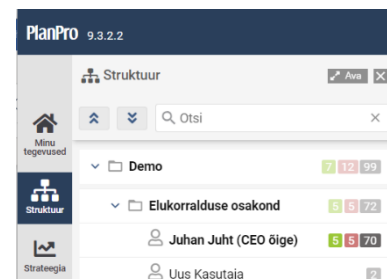 PlanPro 9.3.2.2
Struktuur Ava
Otsi
Minu
tegevused
Demo 7 12 99
Struktuur
Elukorralduse osakond 5 5 72
Juhan Juht (CEO õige) 5 5 70
Strateegia
Uus Kasutaja 2